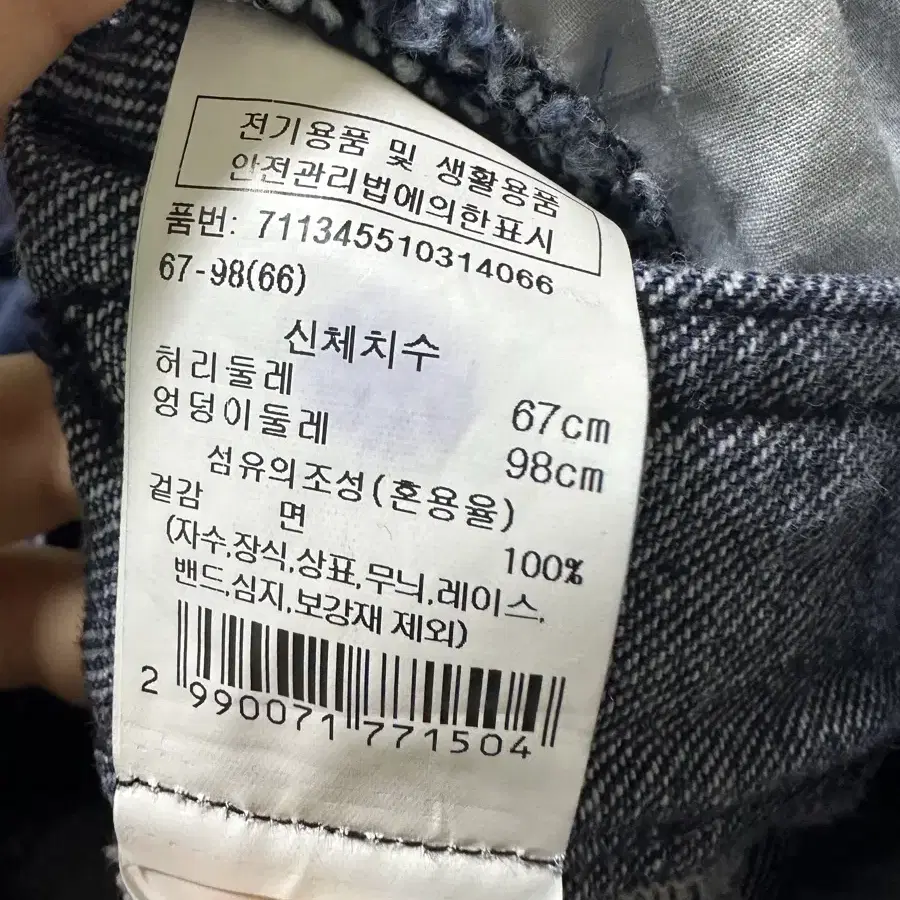 전기용품 및 생활용품
안전관리법에의한표시
품번: 711345510314066
67-98(66)
신체치수
허리둘레 67cm
엉덩이둘레 98cm
섬유의조성(혼용율)
겉감 면 100%
(자수,장식,상표,무늬,레이스,
밴드,심지,보강재 제외)
2 990071 771504